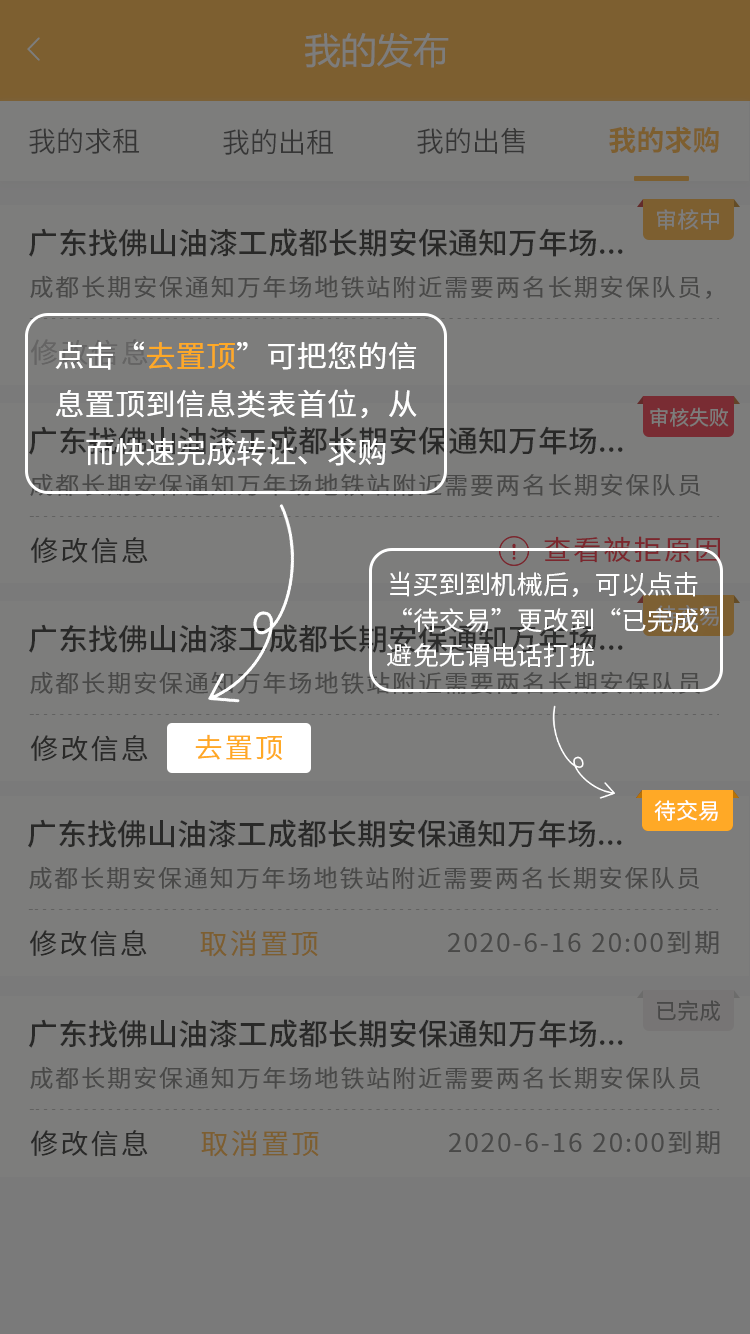 我的发布
我的求租 我的出租 我的出售 我的求购
审核中
广东找佛山油漆工成都长期安保通知万年场...
成都长期安保通知万年场地铁站附近需要两名长期安保队员，
修改信息
点击“去置顶”可把您的信
息置顶到信息类表首位，从
而快速完成转让、求购
审核失败
广东找佛山油漆工成都长期安保通知万年场...
成都长期安保通知万年场地铁站附近需要两名长期安保队员
修改信息 查看被拒原因
当买到到机械后，可以点击
“待交易”更改到“已完成”
避免无谓电话打扰
待交易
广东找佛山油漆工成都长期安保通知万年场...
成都长期安保通知万年场地铁站附近需要两名长期安保队员
修改信息 去置顶
待交易
广东找佛山油漆工成都长期安保通知万年场...
成都长期安保通知万年场地铁站附近需要两名长期安保队员
修改信息 取消置顶 2020-6-16 20:00到期
已完成
广东找佛山油漆工成都长期安保通知万年场...
成都长期安保通知万年场地铁站附近需要两名长期安保队员
修改信息 取消置顶 2020-6-16 20:00到期